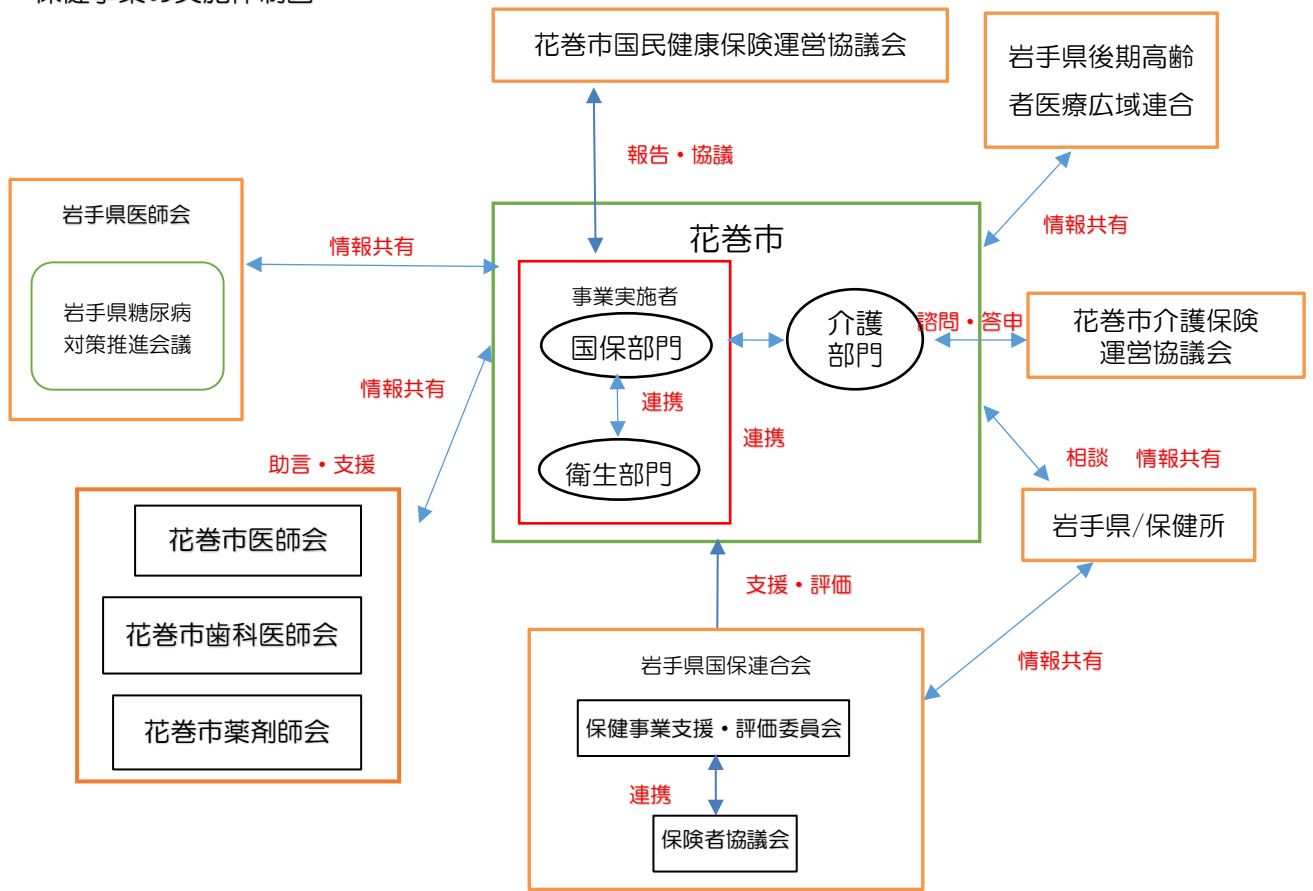 保健事業の実施体制図
花巻市国民健康保険運営協議会
岩手県後期高齢
者医療広域連合
報告・協議
岩手県医師会
情報共有
花巻市
情報共有
岩手県糖尿病
対策推進会議
事業実施者
国保部門
介護
部門
諮問・答申
花巻市介護保険
運営協議会
情報共有
連携
連携
助言・支援
衛生部門
相談 情報共有
花巻市医師会
岩手県/保健所
支援・評価
花巻市歯科医師会
岩手県国保連合会
情報共有
花巻市薬剤師会
保健事業支援・評価委員会
連携
保険者協議会